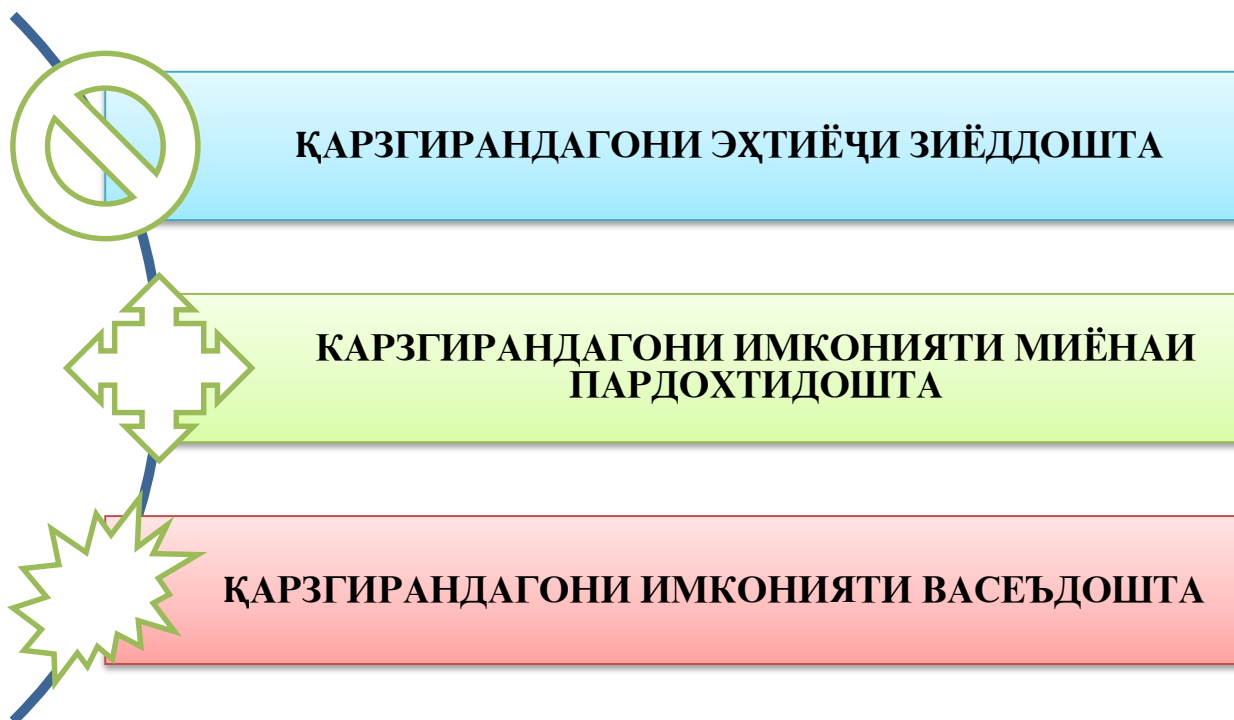 ҚАРЗГИРАНДАГОНИ ЭҲТИЁҶИ ЗИЁДДОШТА
КАРЗГИРАНДАГОНИ ИМКОНИЯТИ МИЁНАИ
ПАРДОХТИДОШТА
ҚАРЗГИРАНДАГОНИ ИМКОНИЯТИ ВАСЕЪДОШТА